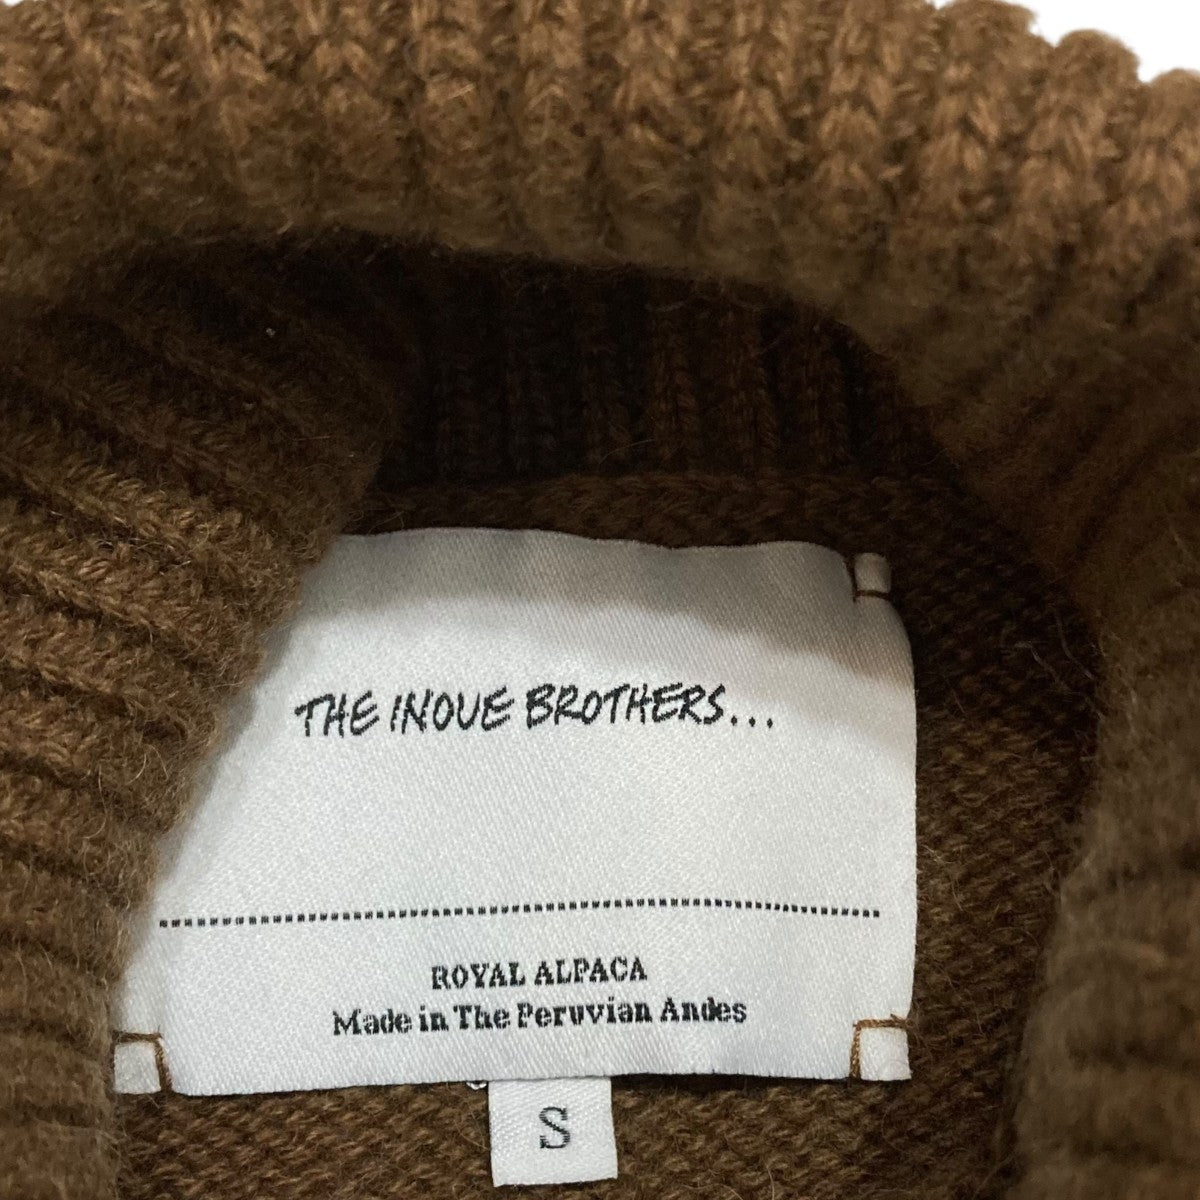 THE INOUE BROTHERS...
ROYAL ALPACA
Made in The Peruvian Andes
S